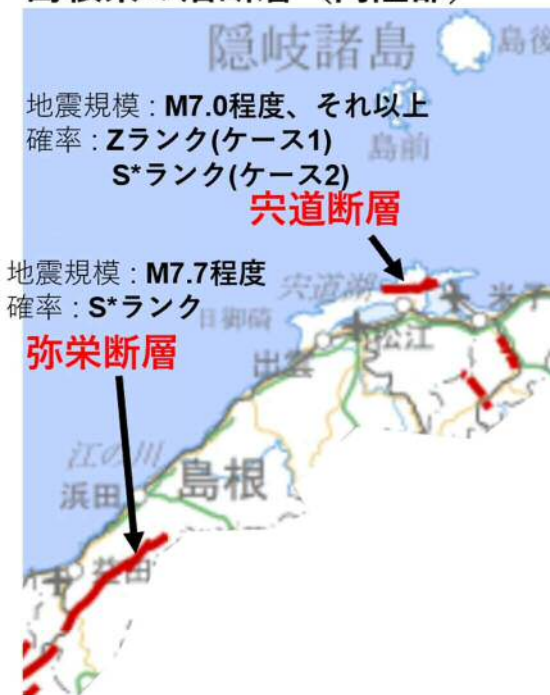 隠岐諸島
島後
地震規模 : M7.0程度、それ以上
確率 : Zランク(ケース1)
島前
S*ランク(ケース2)
宍道断層
地震規模 : M7.7程度
宍道湖
米子
確率 : S*ランク
日御碕
松江
弥栄断層
出雲
江の川
島根
浜田
益田